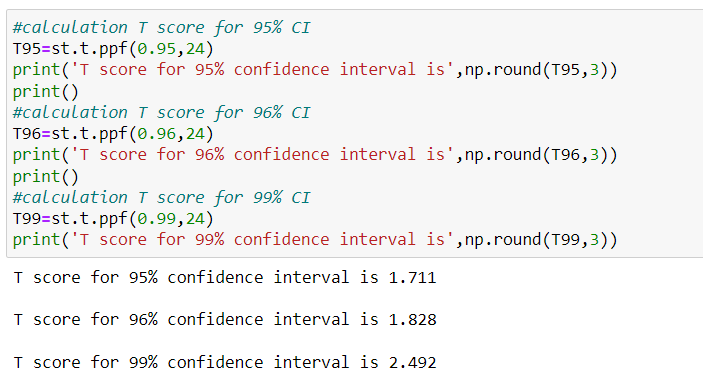 #calculation T score for 95% CI
T95=st.t.ppf(0.95,24)
print('T score for 95% confidence interval is',np.round(T95,3))
print()
#calculation T score for 96% CI
T96=st.t.ppf(0.96,24)
print('T score for 96% confidence interval is',np.round(T96,3))
print()
#calculation T score for 99% CI
T99=st.t.ppf(0.99,24)
print('T score for 99% confidence interval is',np.round(T99,3))
T score for 95% confidence interval is 1.711
T score for 96% confidence interval is 1.828
T score for 99% confidence interval is 2.492